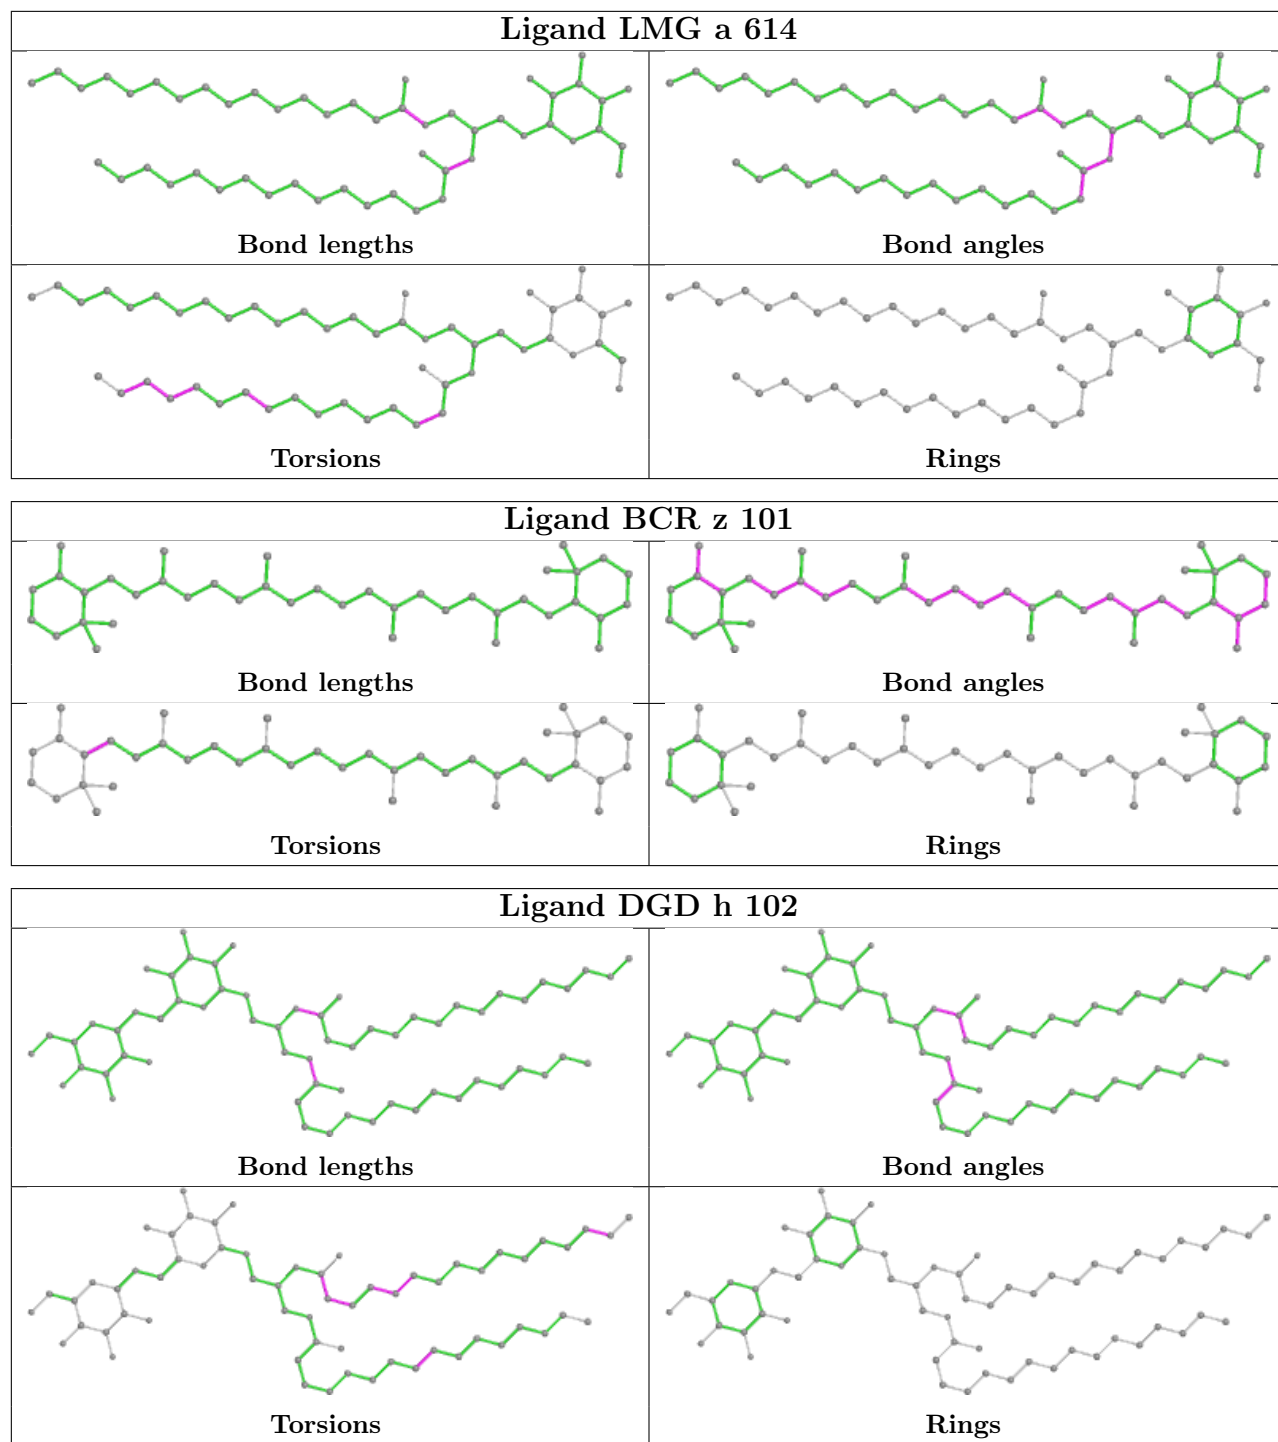 Ligand LMG a 614
Bond lengths
Bond angles
Torsions
Rings
Ligand BCR z 101
Bond lengths
Bond angles
Torsions
Rings
Ligand DGD h 102
Bond lengths
Bond angles
Torsions
Rings